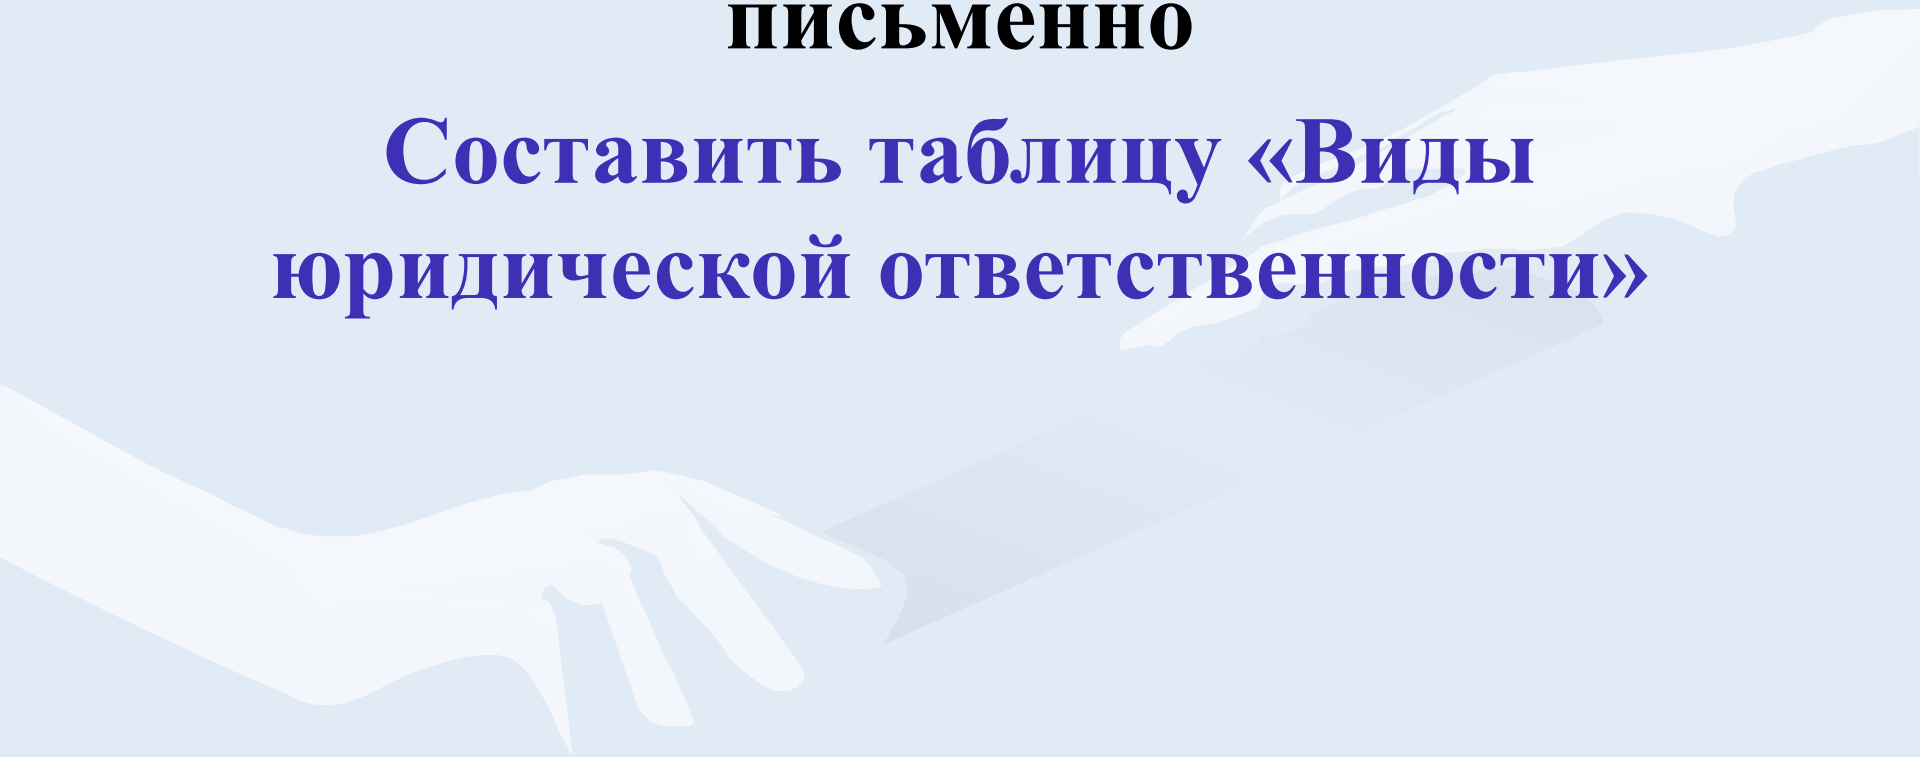 письменно
Составить таблицу «Виды
юридической ответственности»